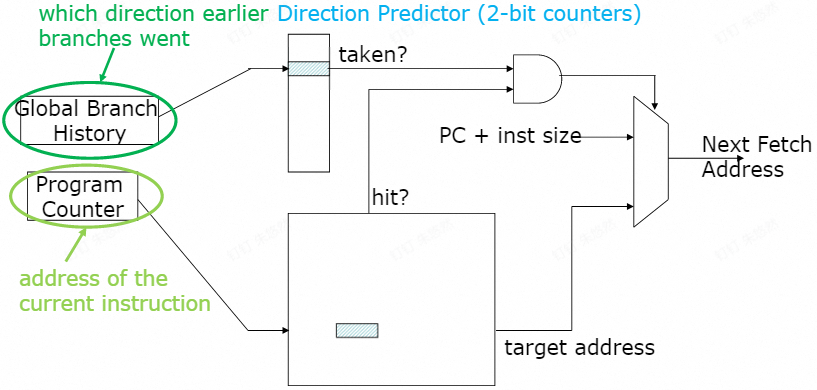 which direction earlier
branches went
Direction Predictor (2-bit counters)
taken?
Global Branch
History
PC + inst size
Next Fetch
Address
Program
Counter
hit?
address of the
current instruction
target address